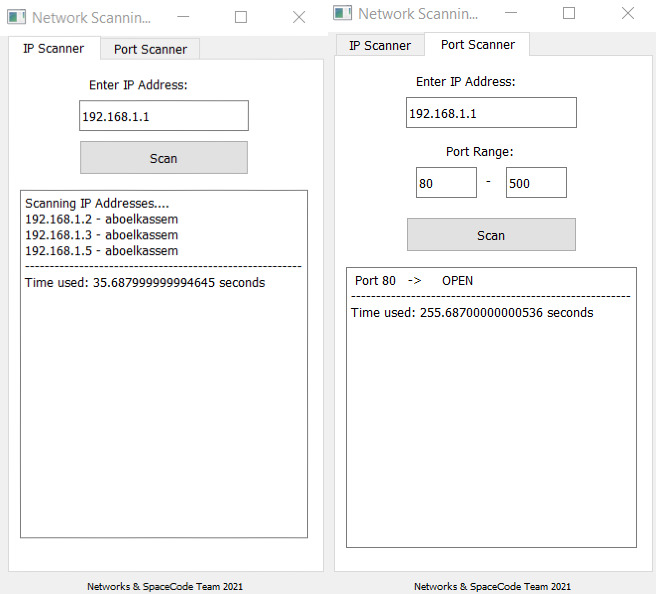 Network Scannin...
IP Scanner
Port Scanner
Enter IP Address:
192.168.1.1
Scan
Scanning IP Addresses....
192.168.1.2 - aboelkassem
192.168.1.3 - aboelkassem
192.168.1.5 - aboelkassem
--------------------------------------------------------
Time used: 35.687999999994645 seconds
Networks & SpaceCode Team 2021
Network Scannin...
IP Scanner
Port Scanner
Enter IP Address:
192.168.1.1
Port Range:
80 - 500
Scan
Port 80 -> OPEN
--------------------------------------------------------
Time used: 255.68700000000536 seconds
Networks & SpaceCode Team 2021